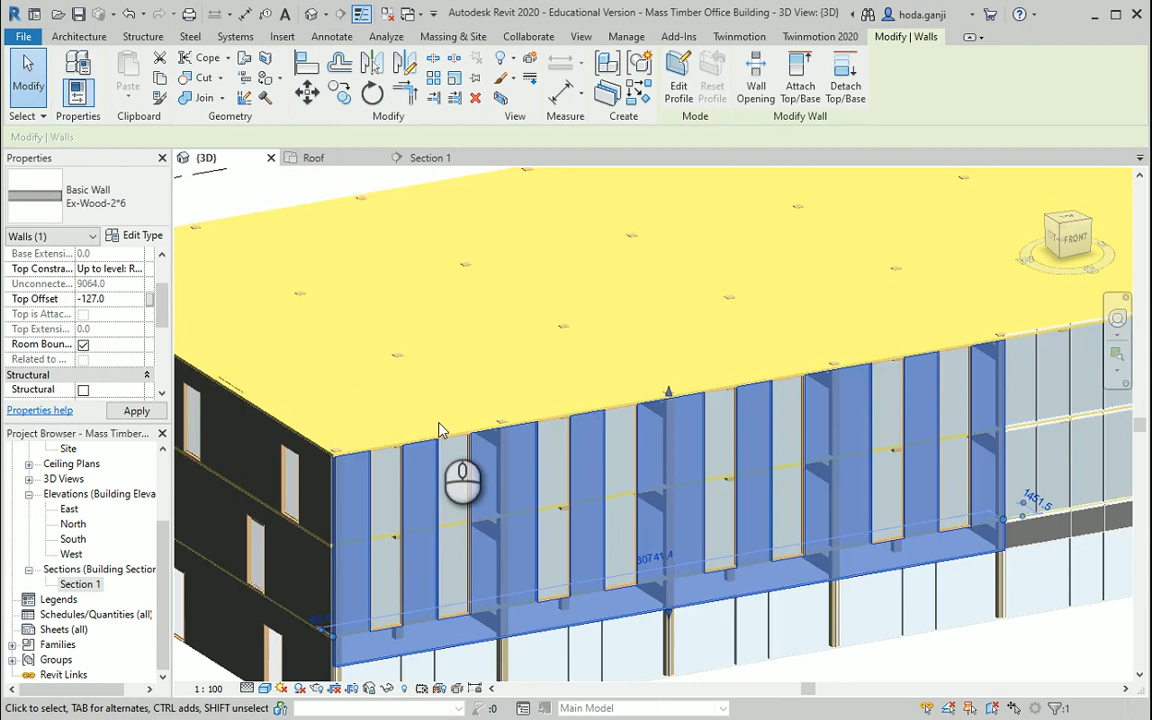 Autodesk Revit 2020 - Educational Version - Mass Timber Office Building - 3D View: {3D}
hoda.ganji
File Architecture Structure Steel Systems Insert Annotate Analyze Massing & Site Collaborate View Manage Add-Ins Twinmotion Twinmotion 2020 Modify | Walls
Modify
Paste
Cope
Cut
Join
Edit Profile
Reset Profile
Wall Opening
Attach Top/Base
Detach Top/Base
Select Properties Clipboard Geometry Modify View Measure Create Mode Modify Wall
Modify | Walls
Properties
{3D}
Roof
Section 1
Basic Wall
Ex-Wood-2*6
Walls (1)
Edit Type
Base Extensi... 0.0
Top Constra... Up to level: R...
Unconnecte... 9064.0
Top Offset -127.0
Top is Attac...
Top Extensi... 0.0
Room Boun...
Related to ...
Structural
Structural
Properties help
Apply
Project Browser - Mass Timber...
Site
Ceiling Plans
3D Views
Elevations (Building Eleva
East
North
South
West
Sections (Building Section
Section 1
Legends
Schedules/Quantities (all)
Sheets (all)
Families
Groups
Revit Links
FRONT
1451.5
30741.4
1 : 100
Click to select, TAB for alternates, CTRL adds, SHIFT unselect
:0
Main Model
:1